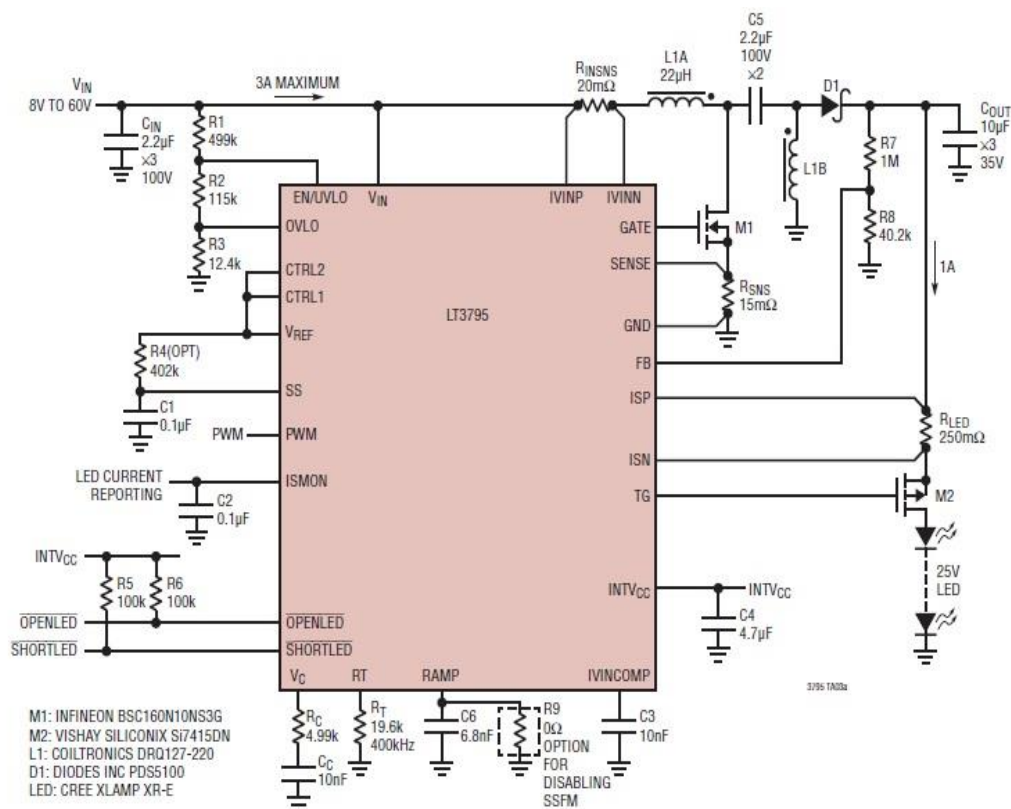 C5
2.2µF
100V
×2
L1A
22µH
RINSNS
20mΩ
D1
VIN
8V TO 60V
3A MAXIMUM
CIN
2.2µF
×3
100V
R1
499k
R2
115k
R3
12.4k
COUT
10µF
×3
35V
R7
1M
L1B
R8
40.2k
1A
EN/UVLO
VIN
IVINP
IVINN
OVLO
CTRL2
CTRL1
VREF
SS
PWM
PWM
ISMON
LT3795
GATE
SENSE
GND
FB
ISP
ISN
TG
M1
RSNS
15mΩ
R4(OPT)
402k
C1
0.1µF
LED CURRENT
REPORTING
C2
0.1µF
RLED
250mΩ
M2
25V
LED
INTVCC
R5
100k
R6
100k
OPENLED
OPENLED
SHORTLED
SHORTLED
INTVCC
INTVCC
C4
4.7µF
VC
RT
RAMP
IVINCOMP
3795 TA03a
RC
4.99k
CC
10nF
RT
19.6k
400kHz
C6
6.8nF
R9
0Ω
OPTION
FOR
DISABLING
SSFM
C3
10nF
M1: INFINEON BSC160N10NS3G
M2: VISHAY SILICONIX Si7415DN
L1: COILTRONICS DRQ127-220
D1: DIODES INC PDS5100
LED: CREE XLAMP XR-E